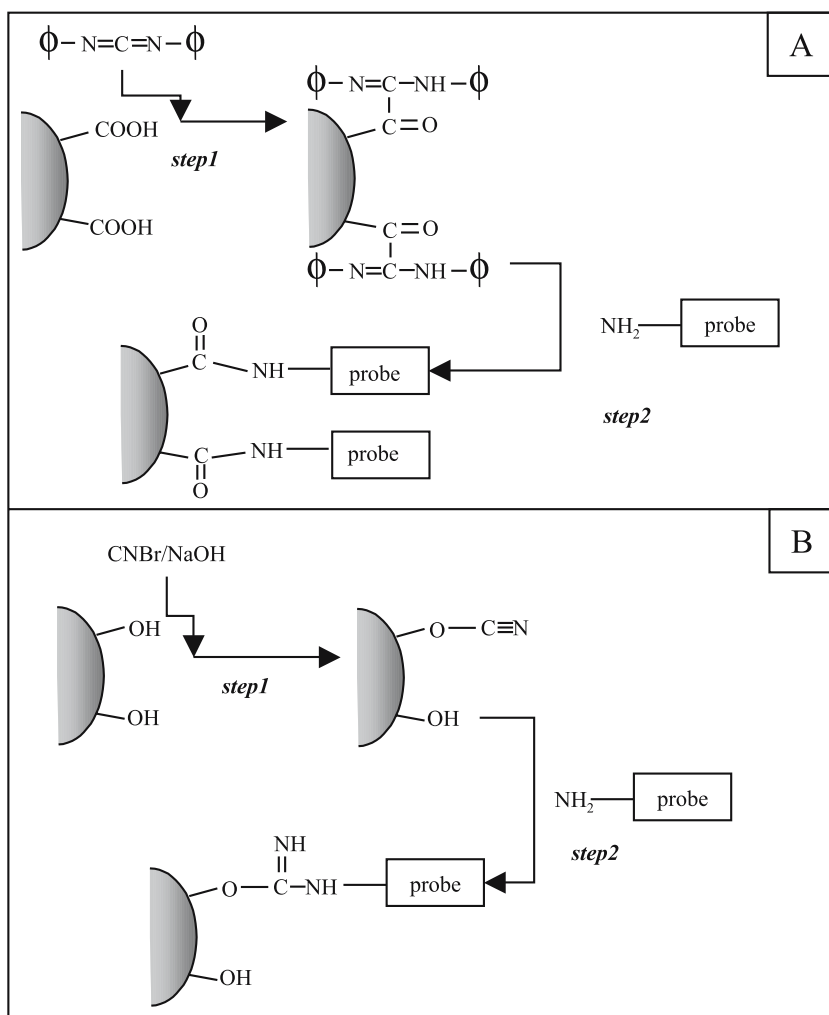 A
ϕ– N=C=N –ϕ
COOH
COOH
step1
ϕ– N=C–NH –ϕ
C=O
C=O
ϕ– N=C–NH –ϕ
NH2 probe
step2
O
C NH probe
C NH probe
O
B
CNBr/NaOH
OH
OH
step1
O – C≡N
OH
NH2 probe
step2
NH
O – C –NH probe
OH